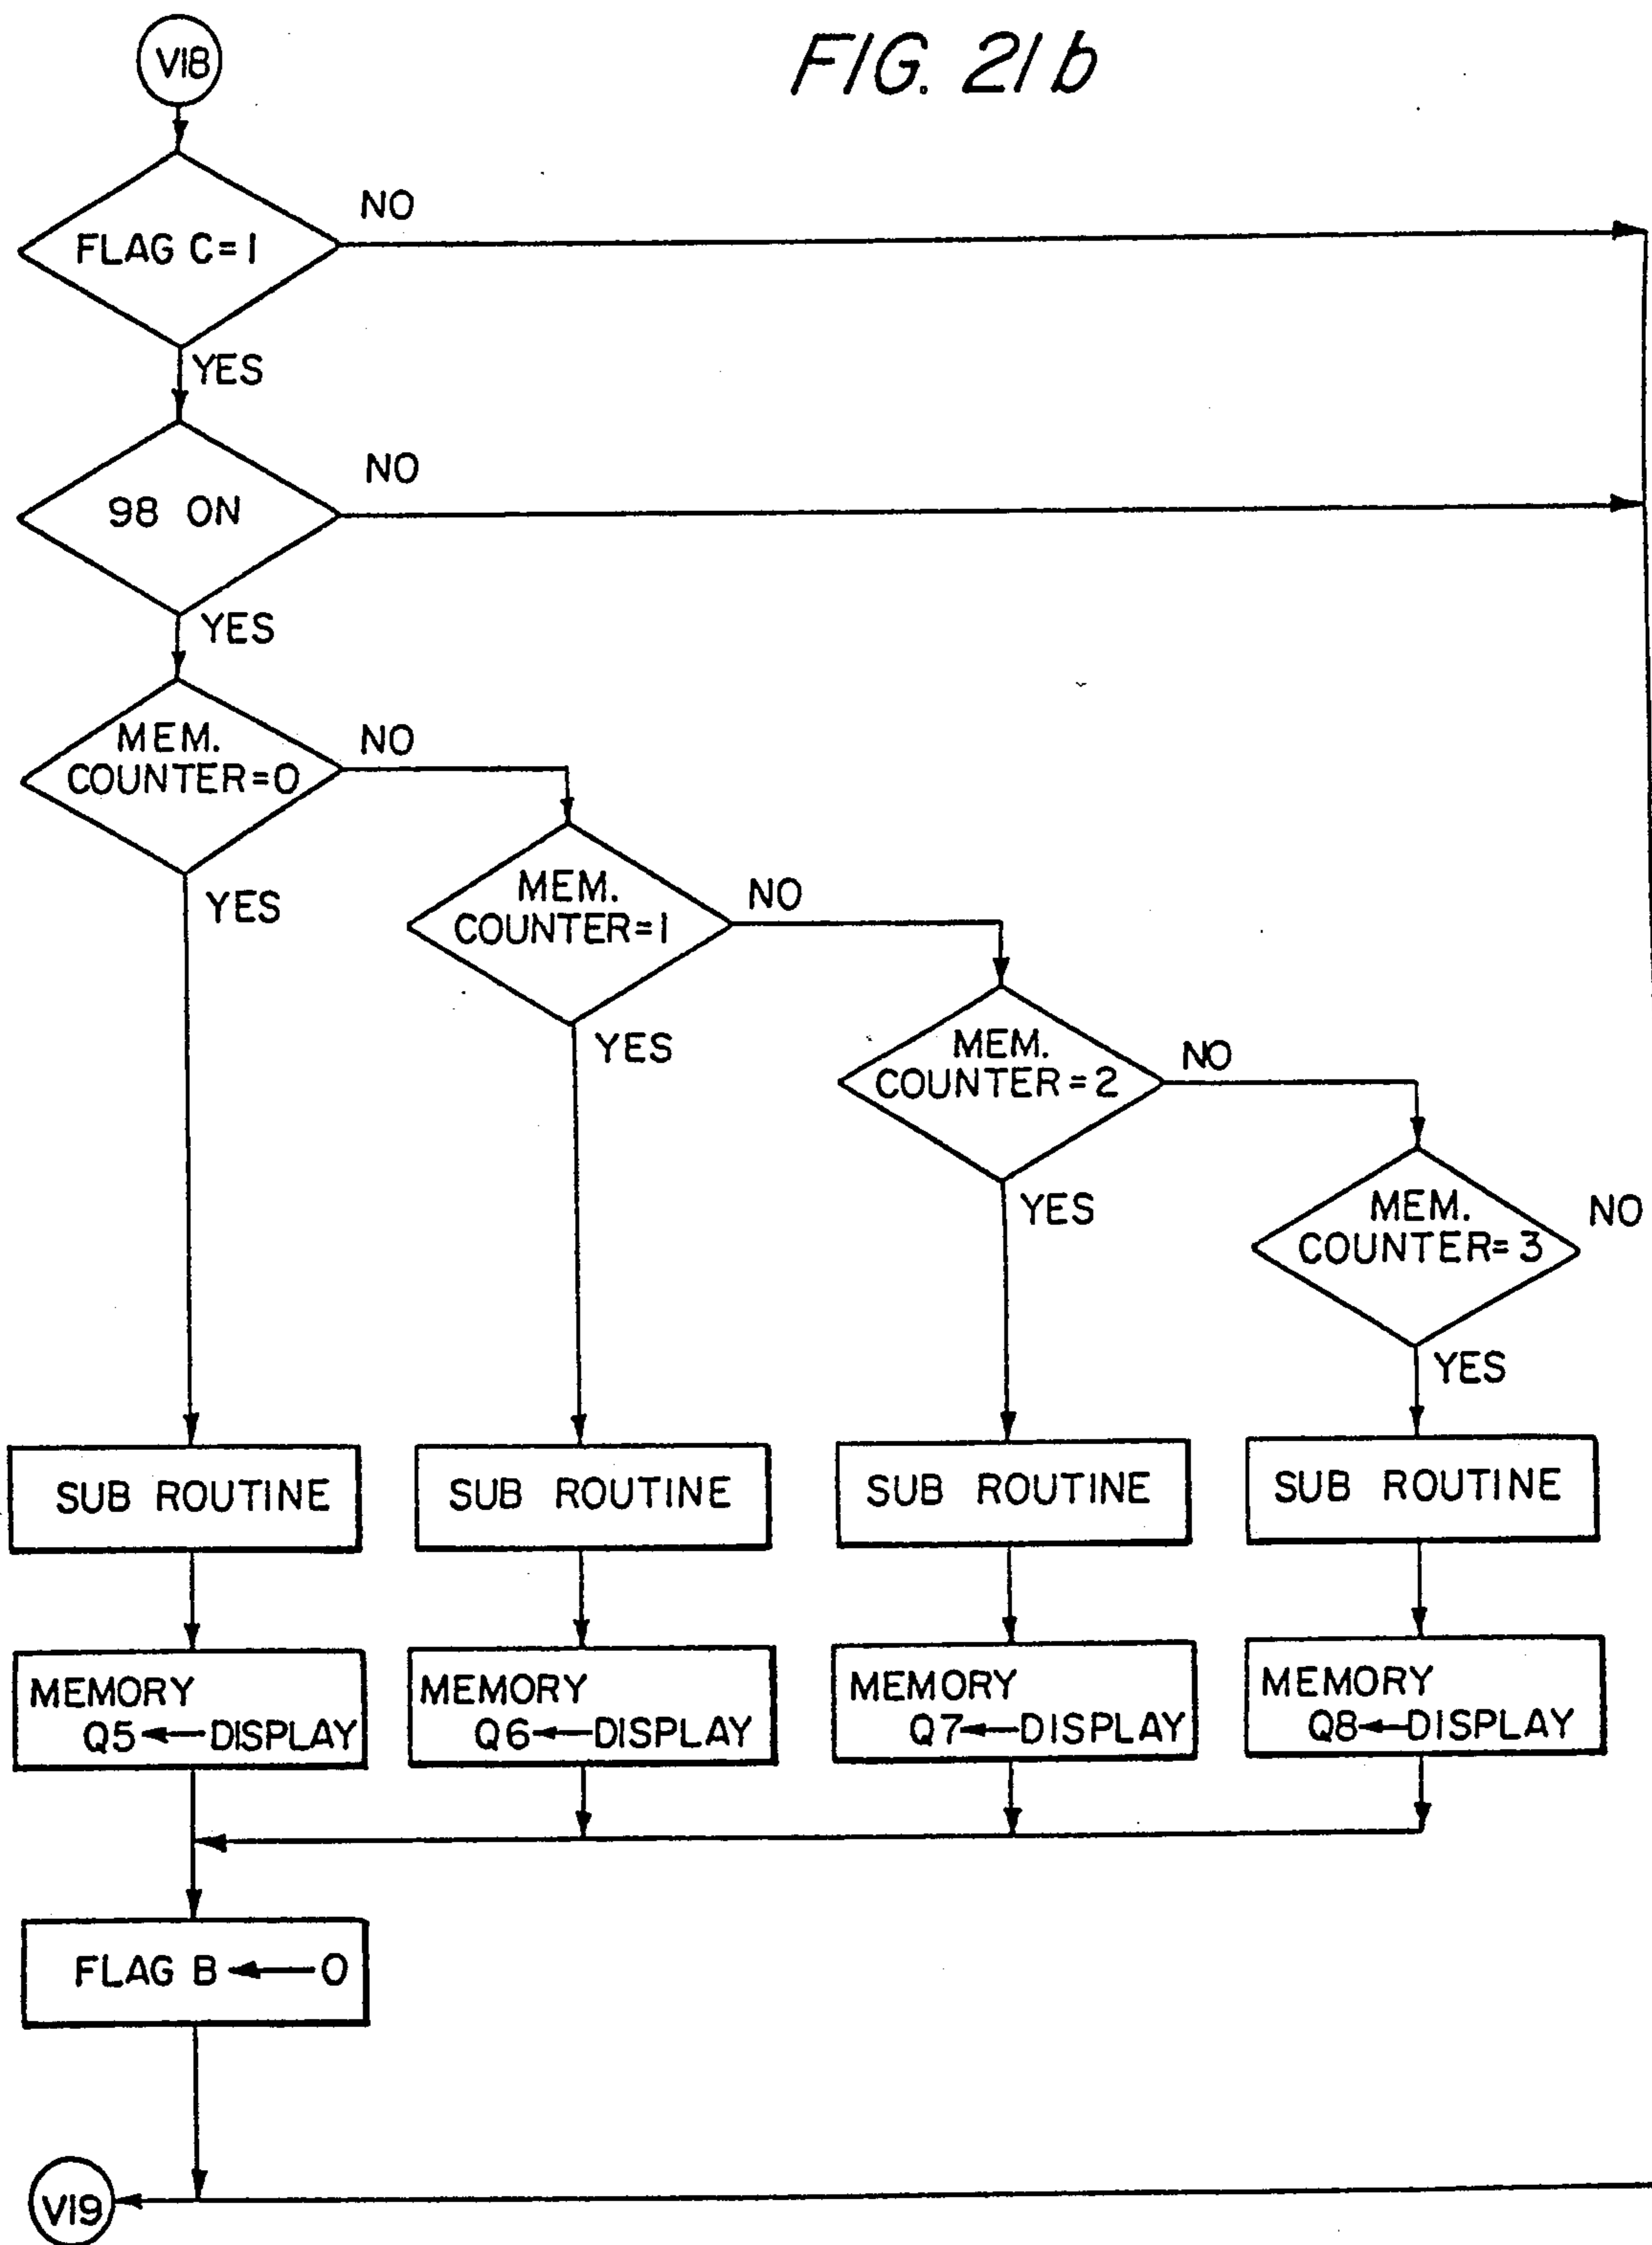 FIG. 21b
V18
FLAG C=1
NO
YES
98 ON
NO
YES
MEM.
COUNTER=0
NO
YES
MEM.
COUNTER=1
NO
YES
MEM.
COUNTER=2
NO
YES
MEM.
COUNTER=3
NO
YES
SUB ROUTINE
SUB ROUTINE
SUB ROUTINE
SUB ROUTINE
MEMORY
Q5←DISPLAY
MEMORY
Q6←DISPLAY
MEMORY
Q7←DISPLAY
MEMORY
Q8←DISPLAY
FLAG B←0
V19